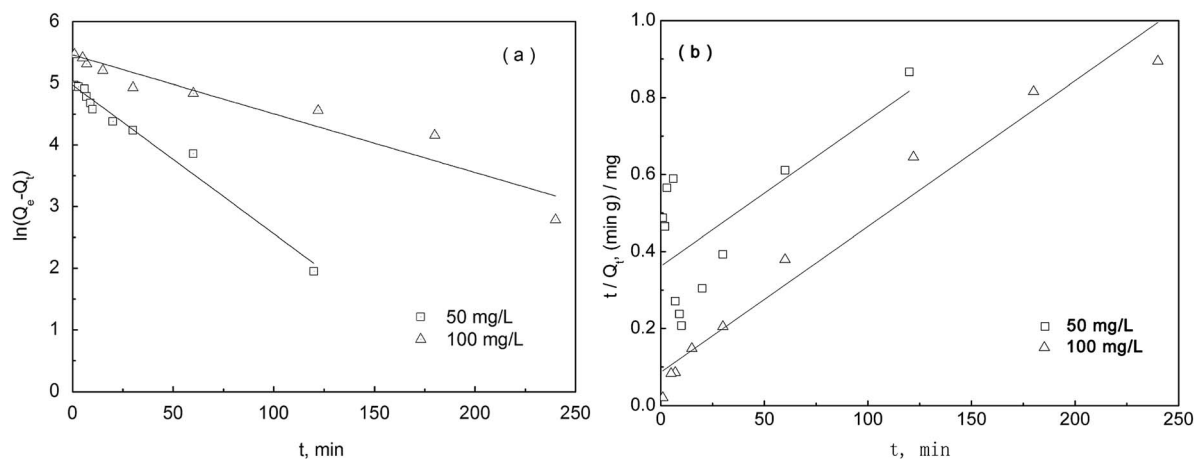 ( a )
6
5
4
3
2
1
0
ln(Qₑ-Qₜ)
50 mg/L
100 mg/L
0 50 100 150 200 250
t, min
( b )
1.0
0.8
0.6
0.4
0.2
0.0
t / Qₜ, (min g) / mg
50 mg/L
100 mg/L
0 50 100 150 200 250
t, min